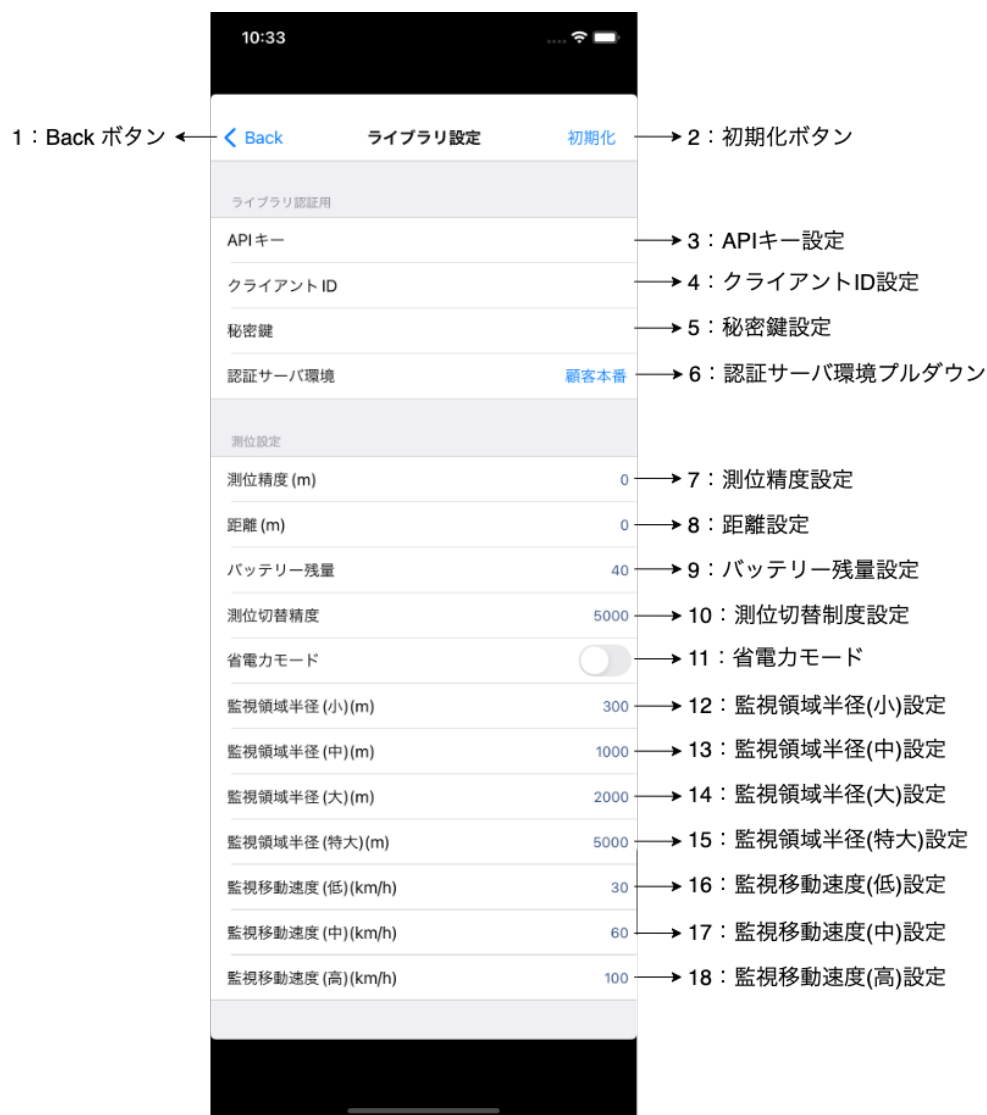 10:33
1：Back ボタン
Back ライブラリ設定 初期化
2：初期化ボタン
ライブラリ認証用
APIキー
3：APIキー設定
クライアントID
4：クライアントID設定
秘密鍵
5：秘密鍵設定
認証サーバ環境 顧客本番
6：認証サーバ環境プルダウン
測位設定
測位精度(m) 0
7：測位精度設定
距離(m) 0
8：距離設定
バッテリー残量 40
9：バッテリー残量設定
測位切替精度 5000
10：測位切替制度設定
省電力モード
11：省電力モード
監視領域半径(小)(m) 300
12：監視領域半径(小)設定
監視領域半径(中)(m) 1000
13：監視領域半径(中)設定
監視領域半径(大)(m) 2000
14：監視領域半径(大)設定
監視領域半径(特大)(m) 5000
15：監視領域半径(特大)設定
監視移動速度(低)(km/h) 30
16：監視移動速度(低)設定
監視移動速度(中)(km/h) 60
17：監視移動速度(中)設定
監視移動速度(高)(km/h) 100
18：監視移動速度(高)設定